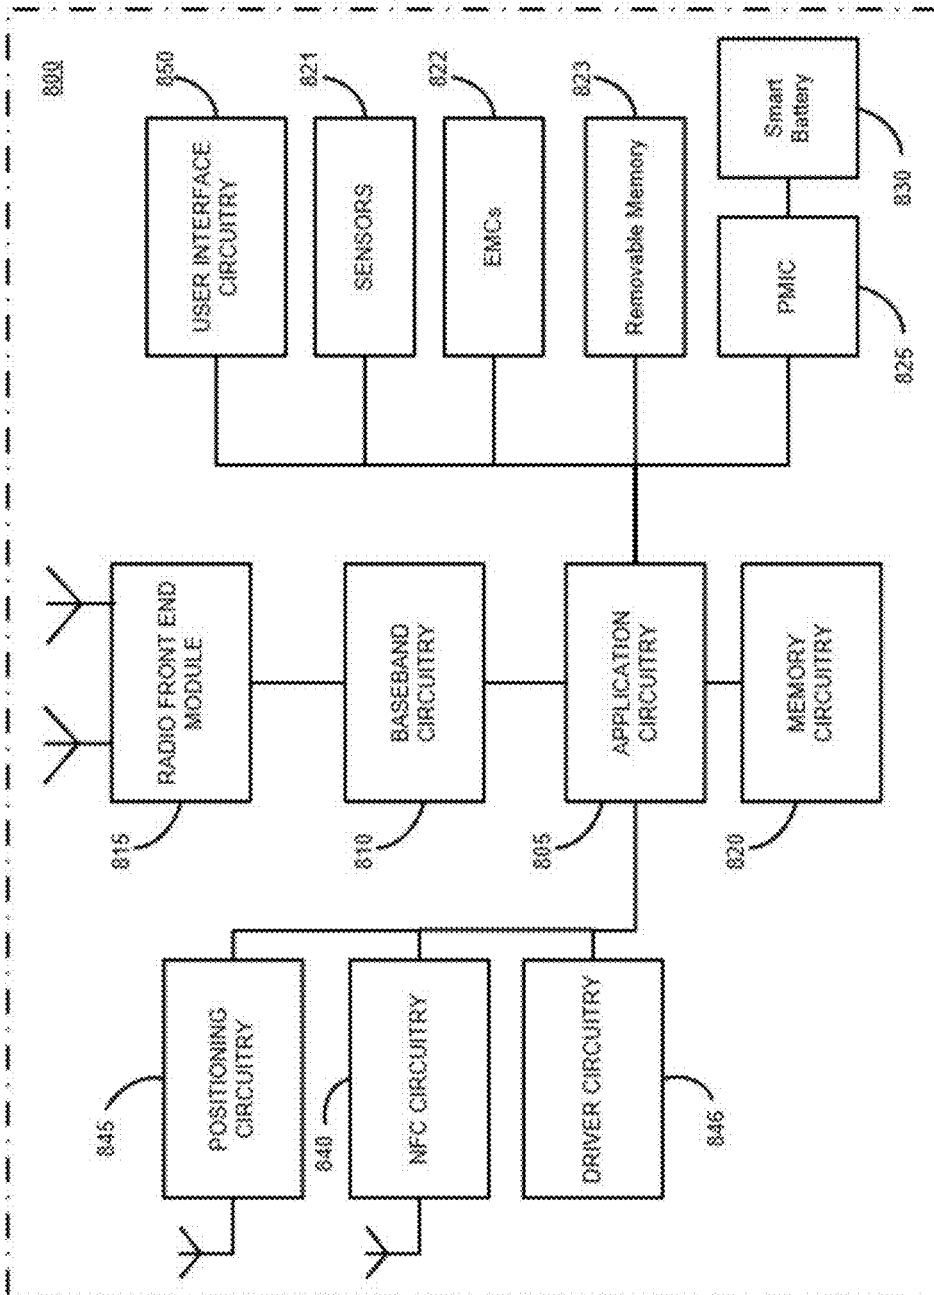 800
845
POSITIONING
CIRCUITRY
840
NFC CIRCUITRY
DRIVER CIRCUITRY
846
815
RADIO FRONT END
MODULE
810
BASEBAND
CIRCUITRY
805
APPLICATION
CIRCUITRY
820
MEMORY
CIRCUITRY
850
USER INTERFACE
CIRCUITRY
821
SENSORS
822
EMCs
823
Removable Memory
PMIC
825
Smart
Battery
830